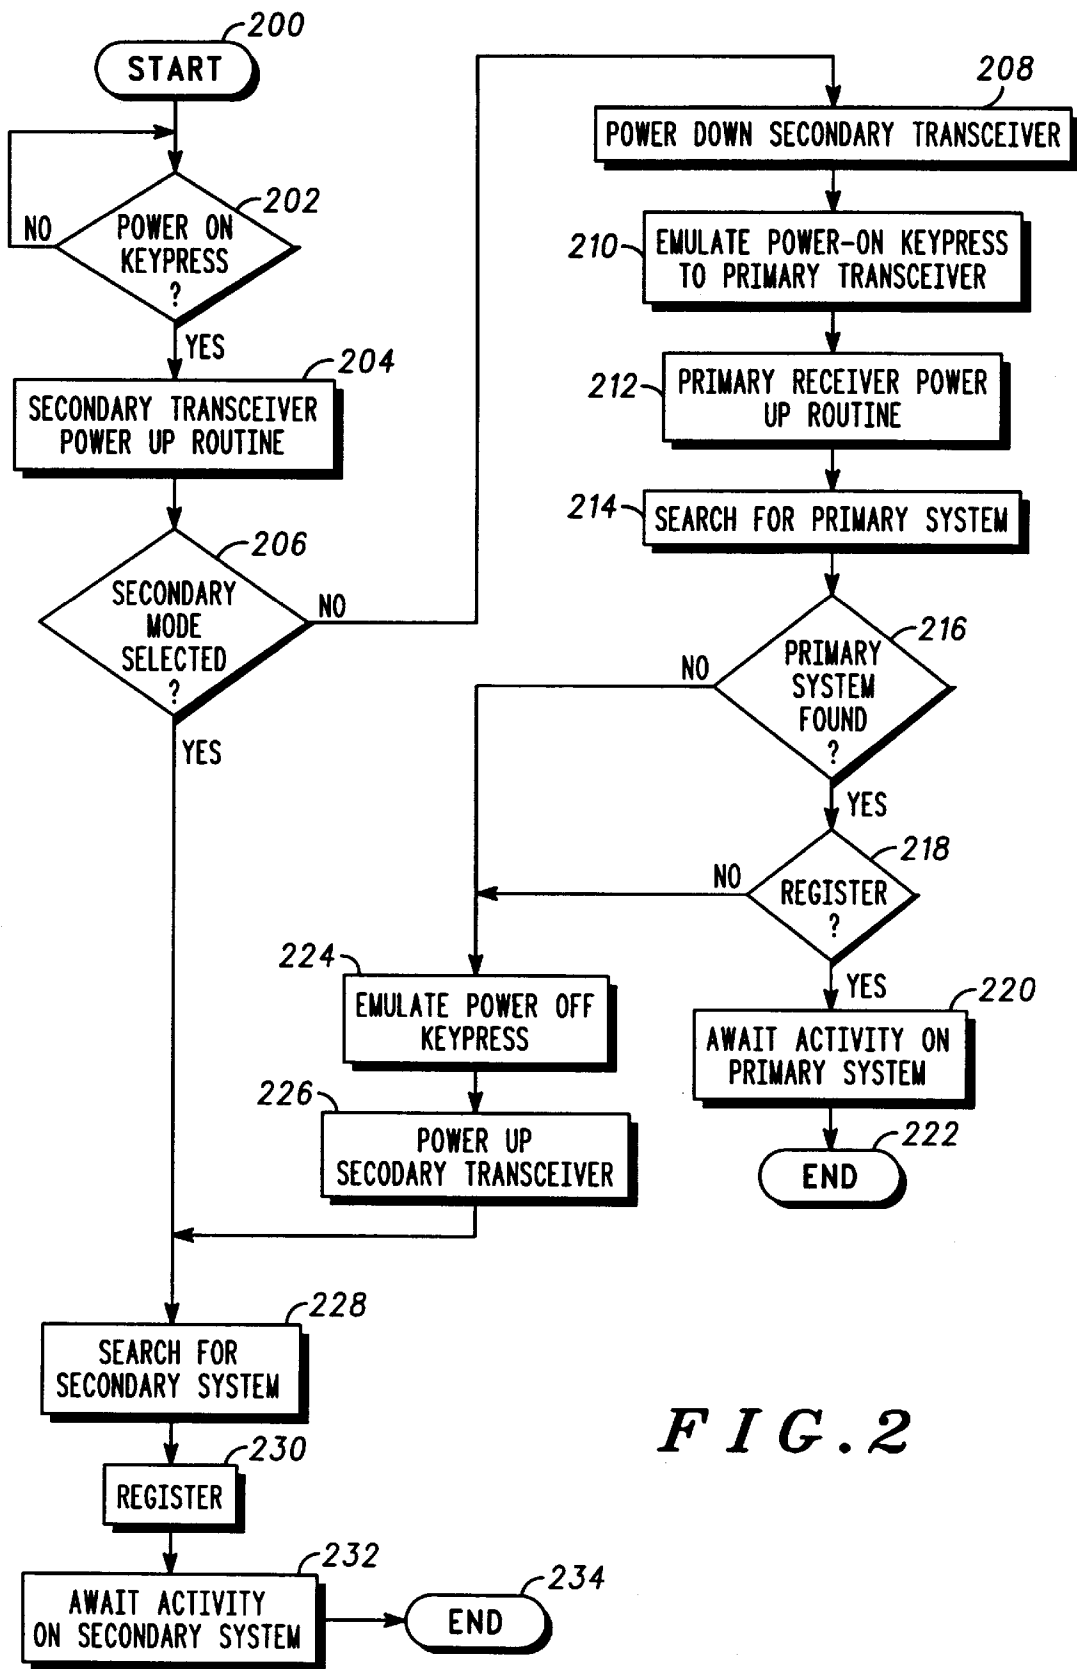 200
START
202
NO
POWER ON
KEYPRESS
?
YES
204
SECONDARY TRANSCEIVER
POWER UP ROUTINE
206
SECONDARY
MODE
SELECTED
?
NO
YES
208
POWER DOWN SECONDARY TRANSCEIVER
210
EMULATE POWER-ON KEYPRESS
TO PRIMARY TRANSCEIVER
212
PRIMARY RECEIVER POWER
UP ROUTINE
214
SEARCH FOR PRIMARY SYSTEM
216
NO
PRIMARY
SYSTEM
FOUND
?
YES
218
NO
REGISTER
?
YES
220
AWAIT ACTIVITY ON
PRIMARY SYSTEM
222
END
224
EMULATE POWER OFF
KEYPRESS
226
POWER UP
SECODARY TRANSCEIVER
228
SEARCH FOR
SECONDARY SYSTEM
230
REGISTER
232
AWAIT ACTIVITY
ON SECONDARY SYSTEM
234
END
FIG.2